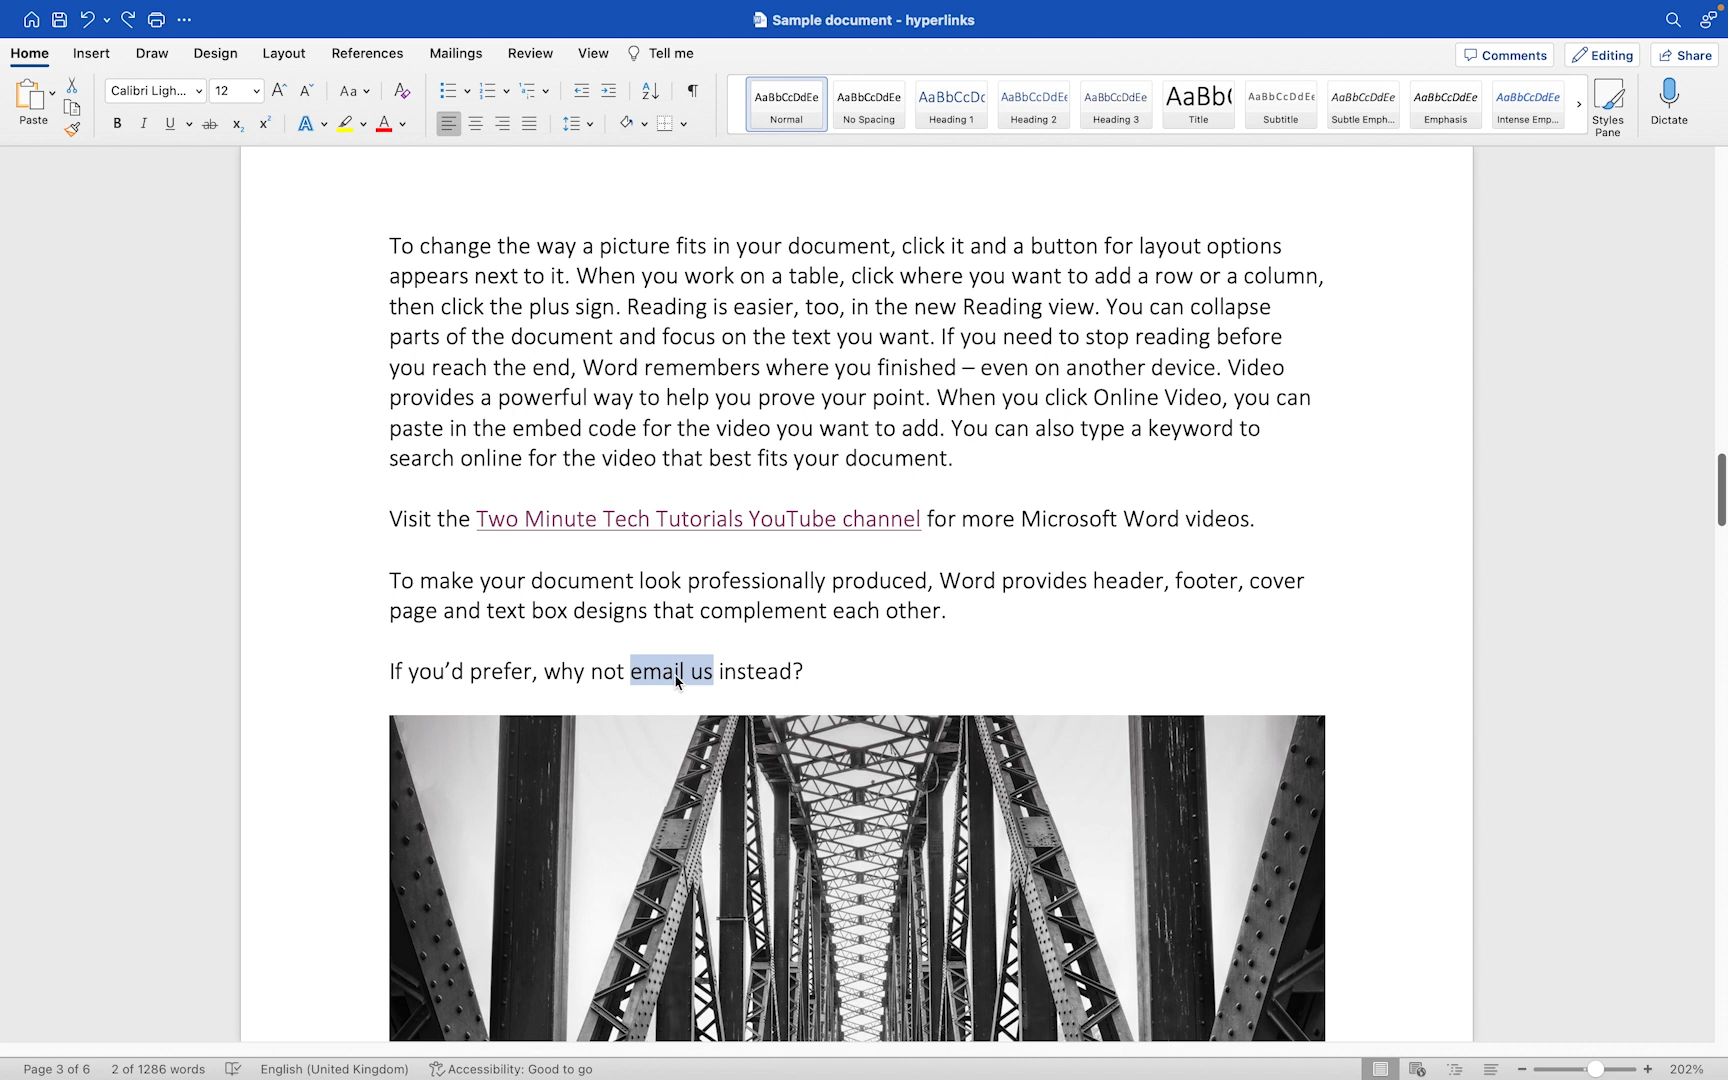 Sample document - hyperlinks
Home Insert Draw Design Layout References Mailings Review View Tell me Comments Editing Share
Paste Calibri Ligh... 12 A^ Aˇ Aa A
B I U ab x₂ x² A A
AaBbCcDdEe AaBbCcDdEe AaBbCcDc AaBbCcDdEe AaBbCcDdEe AaBb( AaBbCcDdEe AaBbCcDdEe AaBbCcDdEe AaBbCcDdEe
Normal No Spacing Heading 1 Heading 2 Heading 3 Title Subtitle Subtle Emph... Emphasis Intense Emp... Styles Pane Dictate
To change the way a picture fits in your document, click it and a button for layout options
appears next to it. When you work on a table, click where you want to add a row or a column,
then click the plus sign. Reading is easier, too, in the new Reading view. You can collapse
parts of the document and focus on the text you want. If you need to stop reading before
you reach the end, Word remembers where you finished – even on another device. Video
provides a powerful way to help you prove your point. When you click Online Video, you can
paste in the embed code for the video you want to add. You can also type a keyword to
search online for the video that best fits your document.
Visit the Two Minute Tech Tutorials YouTube channel for more Microsoft Word videos.
To make your document look professionally produced, Word provides header, footer, cover
page and text box designs that complement each other.
If you’d prefer, why not email us instead?
Page 3 of 6 2 of 1286 words English (United Kingdom) Accessibility: Good to go 202%